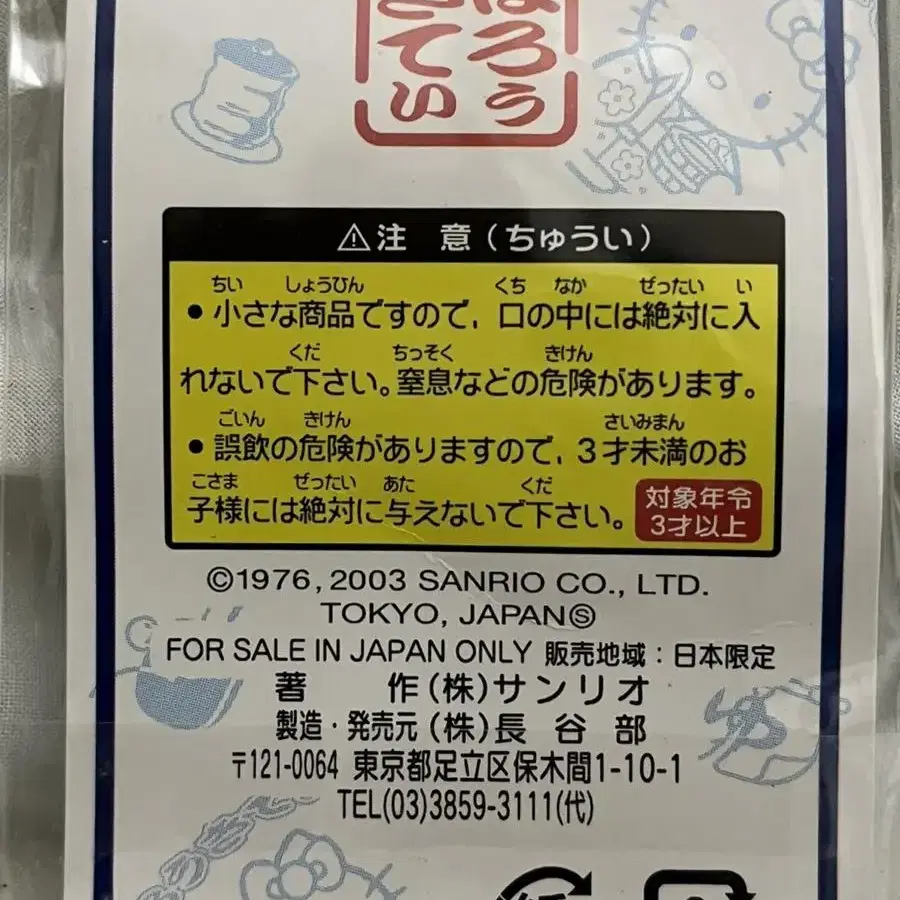 はろう
きてぃ
⚠注　意（ちゅうい）
ちい しょうひん くち なか ぜったい い
• 小さな商品ですので，口の中には絶対に入
くだ ちっそく きけん
れないで下さい。窒息などの危険があります。
ごいん きけん さいみまん
• 誤飲の危険がありますので，3才未満のお
こさま ぜったい あた くだ
子様には絶対に与えないで下さい。
対象年令
3才以上
©1976, 2003 SANRIO CO., LTD.
TOKYO, JAPANⓈ
FOR SALE IN JAPAN ONLY 販売地域：日本限定
著　　作(株)サンリオ
製造・発売元(株)長 谷 部
〒121-0064 東京都足立区保木間1-10-1
TEL(03)3859-3111(代)